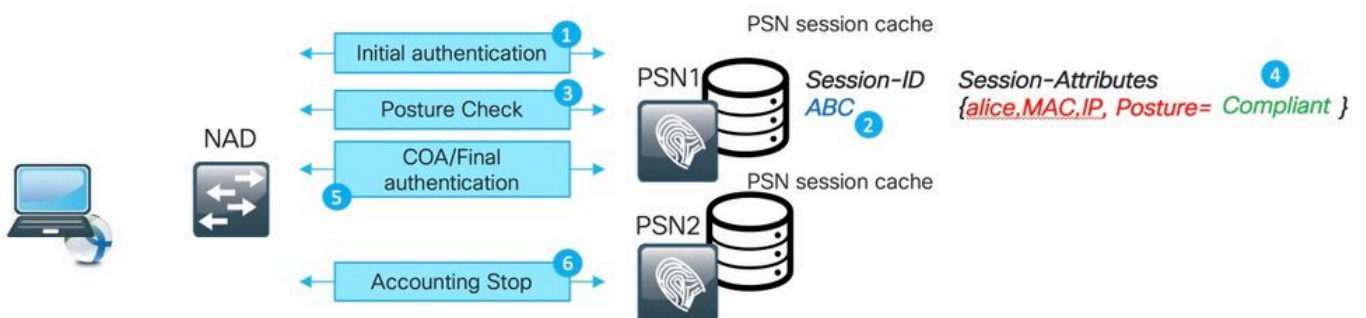 PSN session cache
1
Initial authentication
PSN1
Session-ID Session-Attributes
4
ABC
2
{alice,MAC,IP, Posture= Compliant }
3
Posture Check
NAD
COA/Final
authentication
5
PSN session cache
PSN2
6
Accounting Stop